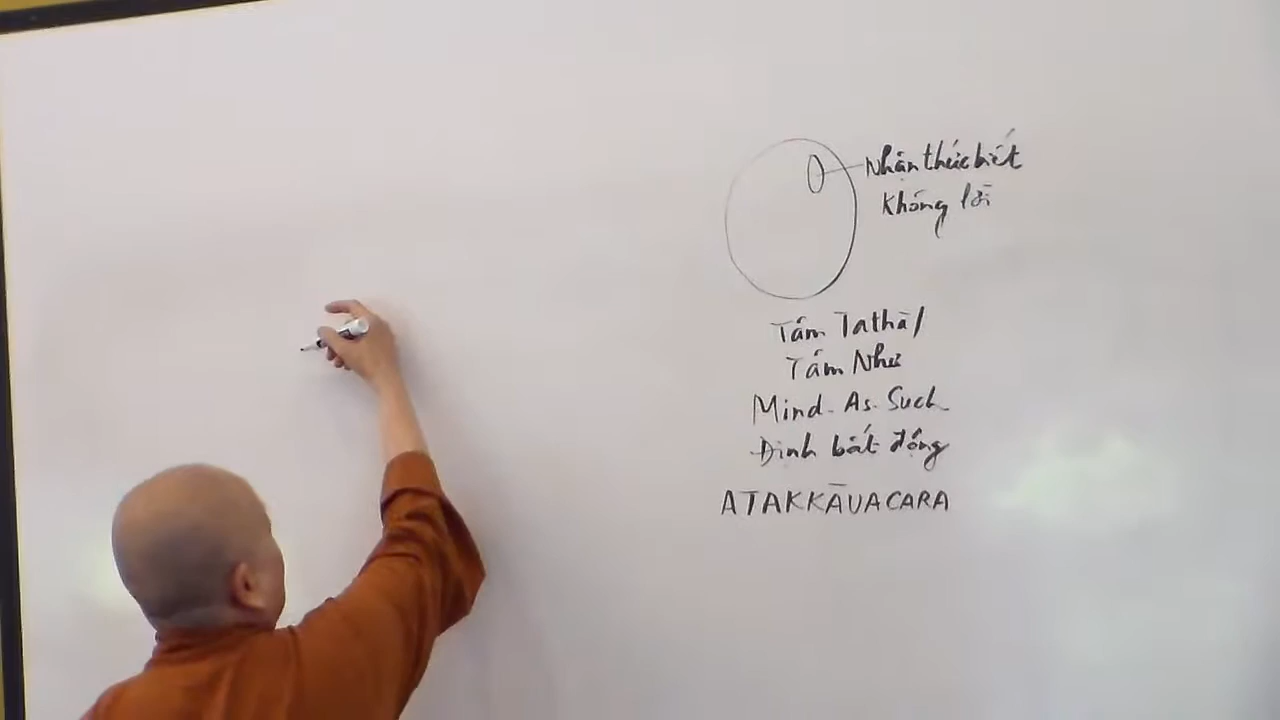 Nhận thức biết
không lời
Tâm Tathā/
Tâm Như
Mind-As-Such
Định bất động
ATAKKĀVACARA